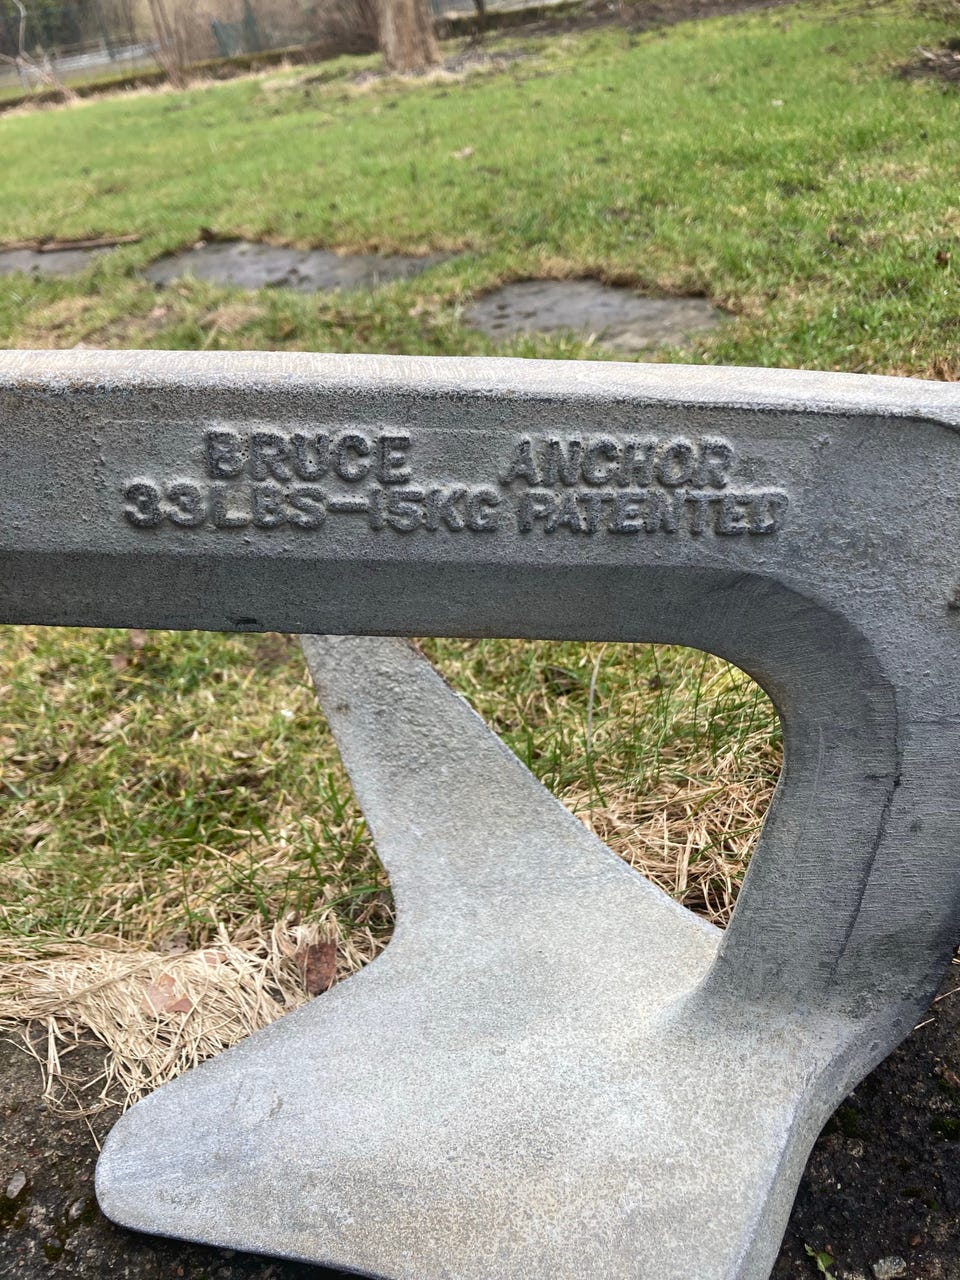 BRUCE ANCHOR
33LBS-15KG PATENTED